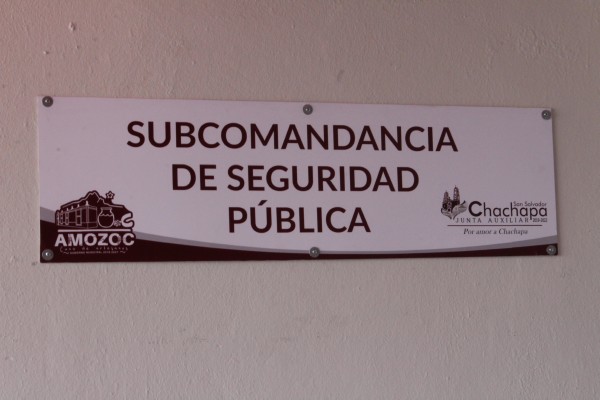 SUBCOMANDANCIA
DE SEGURIDAD
PÚBLICA
AMOZOC
San Salvador
Chachapa
JUNTA AUXILIAR
Por amor a Chachapa